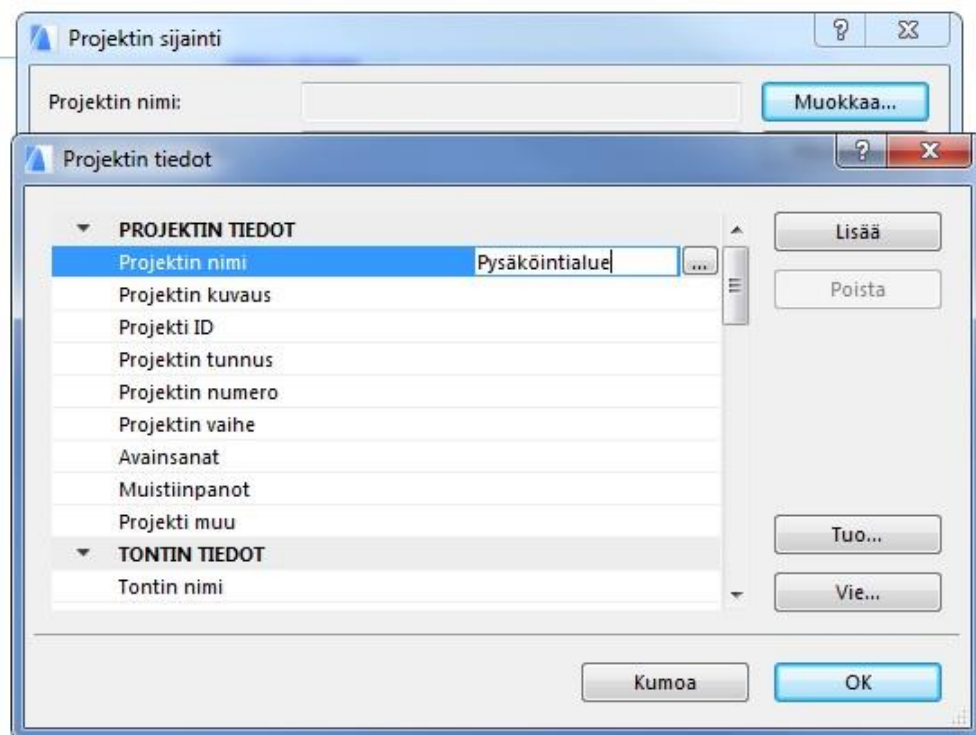 Projektin sijainti
Projektin nimi: Muokkaa...
Projektin tiedot
PROJEKTIN TIEDOT
Lisää
Projektin nimi Pysäköintialue ...
Projektin kuvaus
Poista
Projekti ID
Projektin tunnus
Projektin numero
Projektin vaihe
Avainsanat
Muistiinpanot
Projekti muu
Tuo...
TONTIN TIEDOT
Tontin nimi
Vie...
Kumoa OK